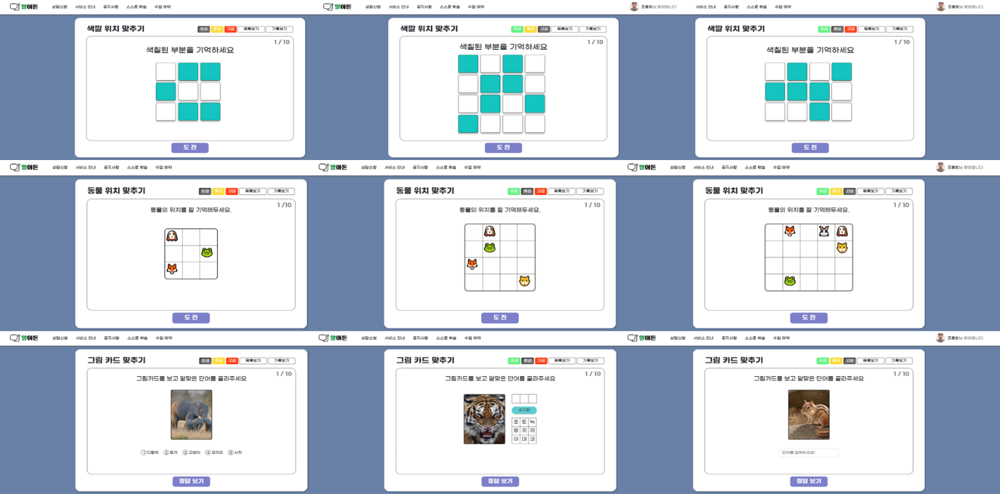 말아톤 상담신청 서비스 안내 공지사항 스스로 학습 수업 예약
색깔 위치 맞추기 초급 중급 고급 목록보기 기록보기
1 / 10
색칠된 부분을 기억하세요
도 전
말아톤 상담신청 서비스 안내 공지사항 스스로 학습 수업 예약 조용희님 환영합니다
색깔 위치 맞추기 초급 중급 고급 목록보기 기록보기
1 / 10
색칠된 부분을 기억하세요
도 전
상담신청 서비스 안내 공지사항 스스로 학습 수업 예약 님 환영합니다
색깔 위치 맞추기 초급 중급 고급 목록보기 기록보기
1 / 10
색칠된 부분을 기억하세요
도 전
말아톤 상담신청 서비스 안내 공지사항 스스로 학습 수업 예약
동물 위치 맞추기 초급 중급 고급 목록보기 기록보기
1 /10
동물의 위치를 잘 기억해두세요.
도 전
말아톤 상담신청 서비스 안내 공지사항 스스로 학습 수업 예약
동물 위치 맞추기 초급 중급 고급 목록보기 기록보기
1 / 10
동물의 위치를 잘 기억해두세요.
도 전
말아톤 상담신청 서비스 안내 공지사항 스스로 학습 수업 예약 님 환영합니다
동물 위치 맞추기 초급 중급 고급 목록보기 기록보기
1 / 10
동물의 위치를 잘 기억해두세요.
도 전
말아톤 상담신청 서비스 안내 공지사항 스스로 학습 수업 예약
그림 카드 맞추기 초급 중급 고급 목록보기 기록보기
1 / 10
그림카드를 보고 알맞은 단어를 골라주세요
①다람쥐 ②토끼 ③고양이 ④코끼리 ⑤사자
정답 보기
말아톤 상담신청 서비스 안내 공지사항 스스로 학습 수업 예약
그림 카드 맞추기 초급 중급 고급 목록보기 기록보기
1 / 10
그림카드를 보고 알맞은 단어를 골라주세요
초기화
호 토 늑
랑 끼 끼
이 대 코
정답 보기
말아톤 상담신청 서비스 안내 공지사항 스스로 학습 수업 예약 님 환영합니다
그림 카드 맞추기 초급 중급 고급 목록보기 기록보기
1 / 10
그림카드를 보고 알맞은 단어를 골라주세요
단어를 입력하세요!
정답 보기